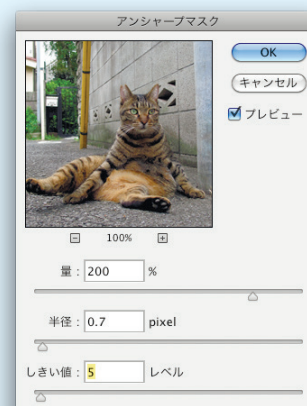 アンシャープマスク
OK
キャンセル
プレビュー
100%
量：200 %
半径：0.7 pixel
しきい値：5 レベル